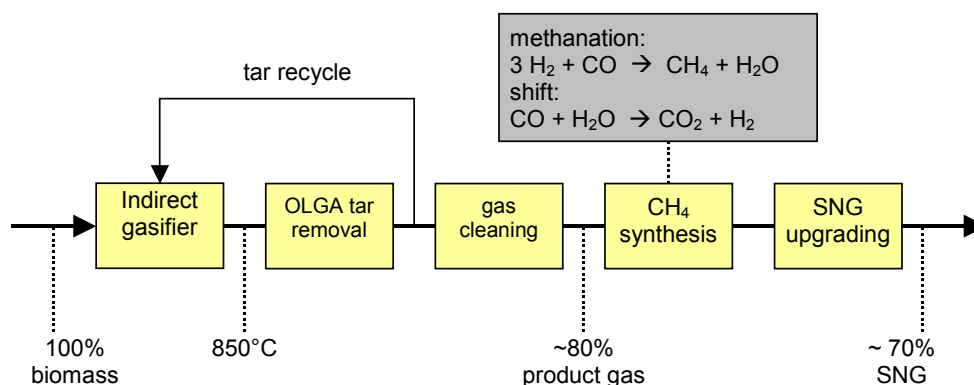 methanation:
3 H₂ + CO → CH₄ + H₂O
shift:
CO + H₂O → CO₂ + H₂
tar recycle
Indirect
gasifier
OLGA tar
removal
gas
cleaning
CH₄
synthesis
SNG
upgrading
100%
biomass
850°C
~80%
product gas
~ 70%
SNG